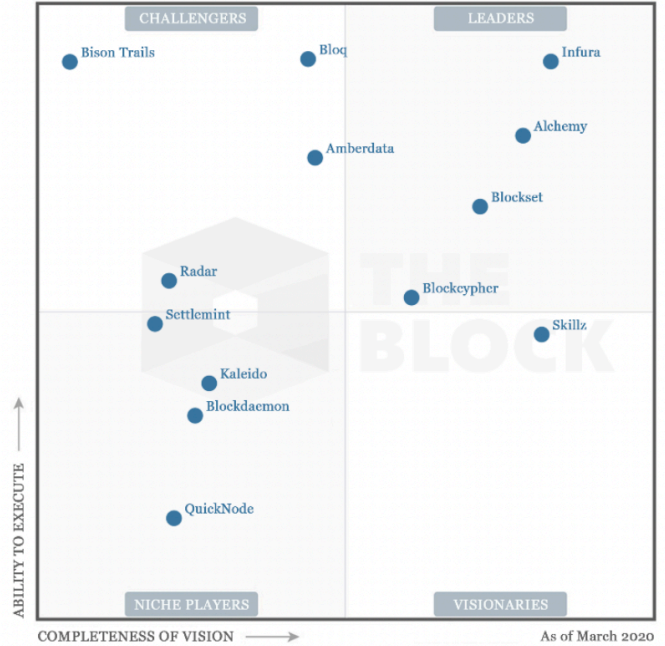 CHALLENGERS
LEADERS
Bison Trails
Bloq
Infura
Alchemy
Amberdata
Blockset
THE
BLOCK
Radar
Blockcypher
Settlemint
Skillz
Kaleido
Blockdaemon
QuickNode
ABILITY TO EXECUTE
NICHE PLAYERS
VISIONARIES
COMPLETENESS OF VISION
As of March 2020